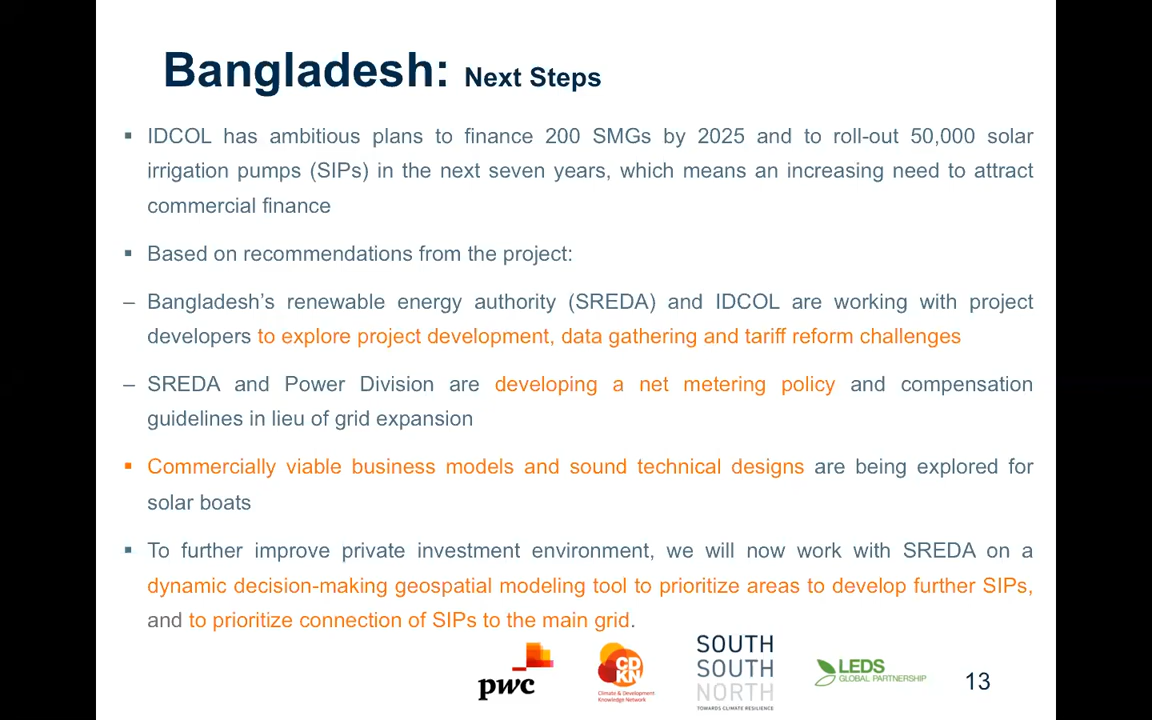 Bangladesh: Next Steps
▪ IDCOL has ambitious plans to finance 200 SMGs by 2025 and to roll-out 50,000 solar
irrigation pumps (SIPs) in the next seven years, which means an increasing need to attract
commercial finance
▪ Based on recommendations from the project:
– Bangladesh’s renewable energy authority (SREDA) and IDCOL are working with project
developers to explore project development, data gathering and tariff reform challenges
– SREDA and Power Division are developing a net metering policy and compensation
guidelines in lieu of grid expansion
▪ Commercially viable business models and sound technical designs are being explored for
solar boats
▪ To further improve private investment environment, we will now work with SREDA on a
dynamic decision-making geospatial modeling tool to prioritize areas to develop further SIPs,
and to prioritize connection of SIPs to the main grid.
pwc
CD
KN
Climate & Development
Knowledge Network
SOUTH
SOUTH
NORTH
TOWARDS CLIMATE RESILIENCE
LEDS
GLOBAL PARTNERSHIP
13